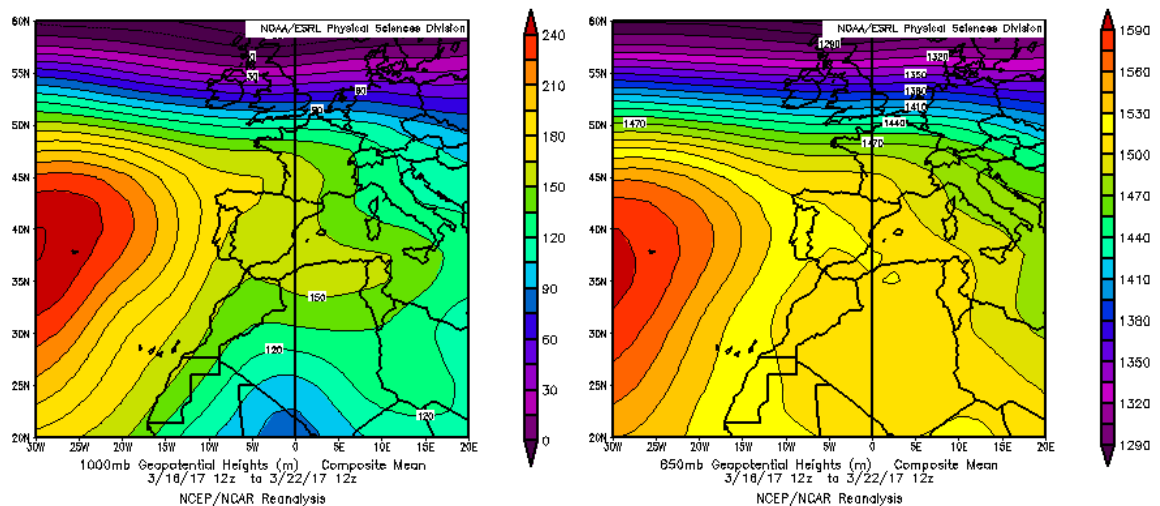 NOAA/ESRL Physical Sciences Division
60N
55N
50N
45N
40N
35N
30N
25N
20N
0
30
90
150
120
120
30W
25W
20W
15W
10W
5W
0
5E
10E
15E
20E
240
210
180
150
120
90
60
30
0
1000mb Geopotential Heights (m) Composite Mean
3/16/17 12z to 3/22/17 12z
NCEP/NCAR Reanalysis
NOAA/ESRL Physical Sciences Division
60N
55N
50N
45N
40N
35N
30N
25N
20N
1290
1320
1350
1380
1410
1440
1470
1470
30W
25W
20W
15W
10W
5W
0
5E
10E
15E
20E
1590
1560
1530
1500
1470
1440
1410
1380
1350
1320
1290
850mb Geopotential Heights (m) Composite Mean
3/16/17 12z to 3/22/17 12z
NCEP/NCAR Reanalysis